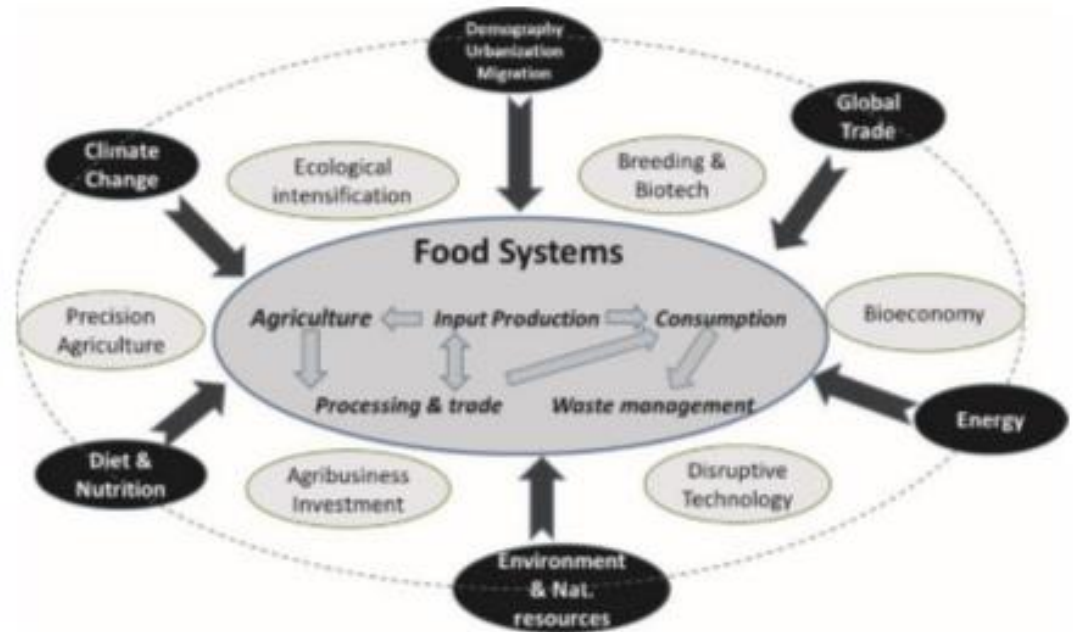 Demography
Urbanization
Migration
Global
Trade
Climate
Change
Ecological
intensification
Breeding &
Biotech
Food Systems
Precision
Agriculture
Agriculture
Input Production
Consumption
Bioeconomy
Processing & trade
Waste management
Energy
Diet &
Nutrition
Agribusiness
Investment
Disruptive
Technology
Environment
& Nat.
resources